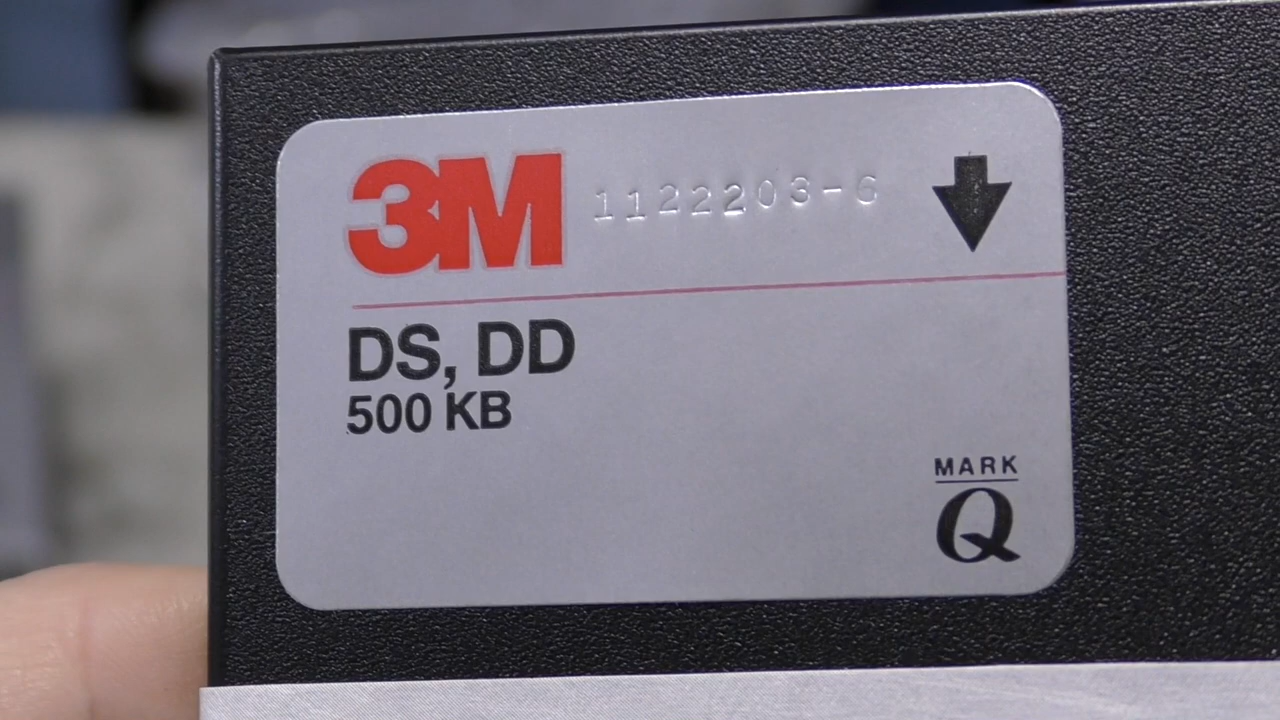 3M 1122203-6
DS, DD
500 KB
MARK
Q